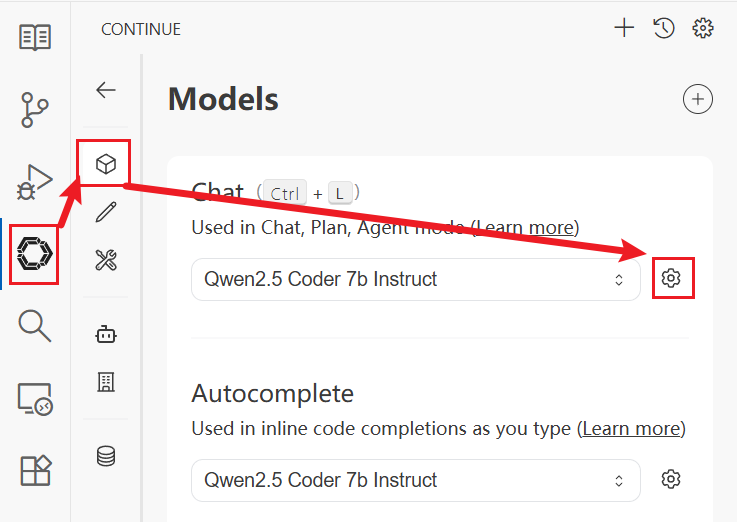 CONTINUE
Models
Chat (Ctrl + L)
Used in Chat, Plan, Agent mode (Learn more)
Qwen2.5 Coder 7b Instruct
Autocomplete
Used in inline code completions as you type (Learn more)
Qwen2.5 Coder 7b Instruct